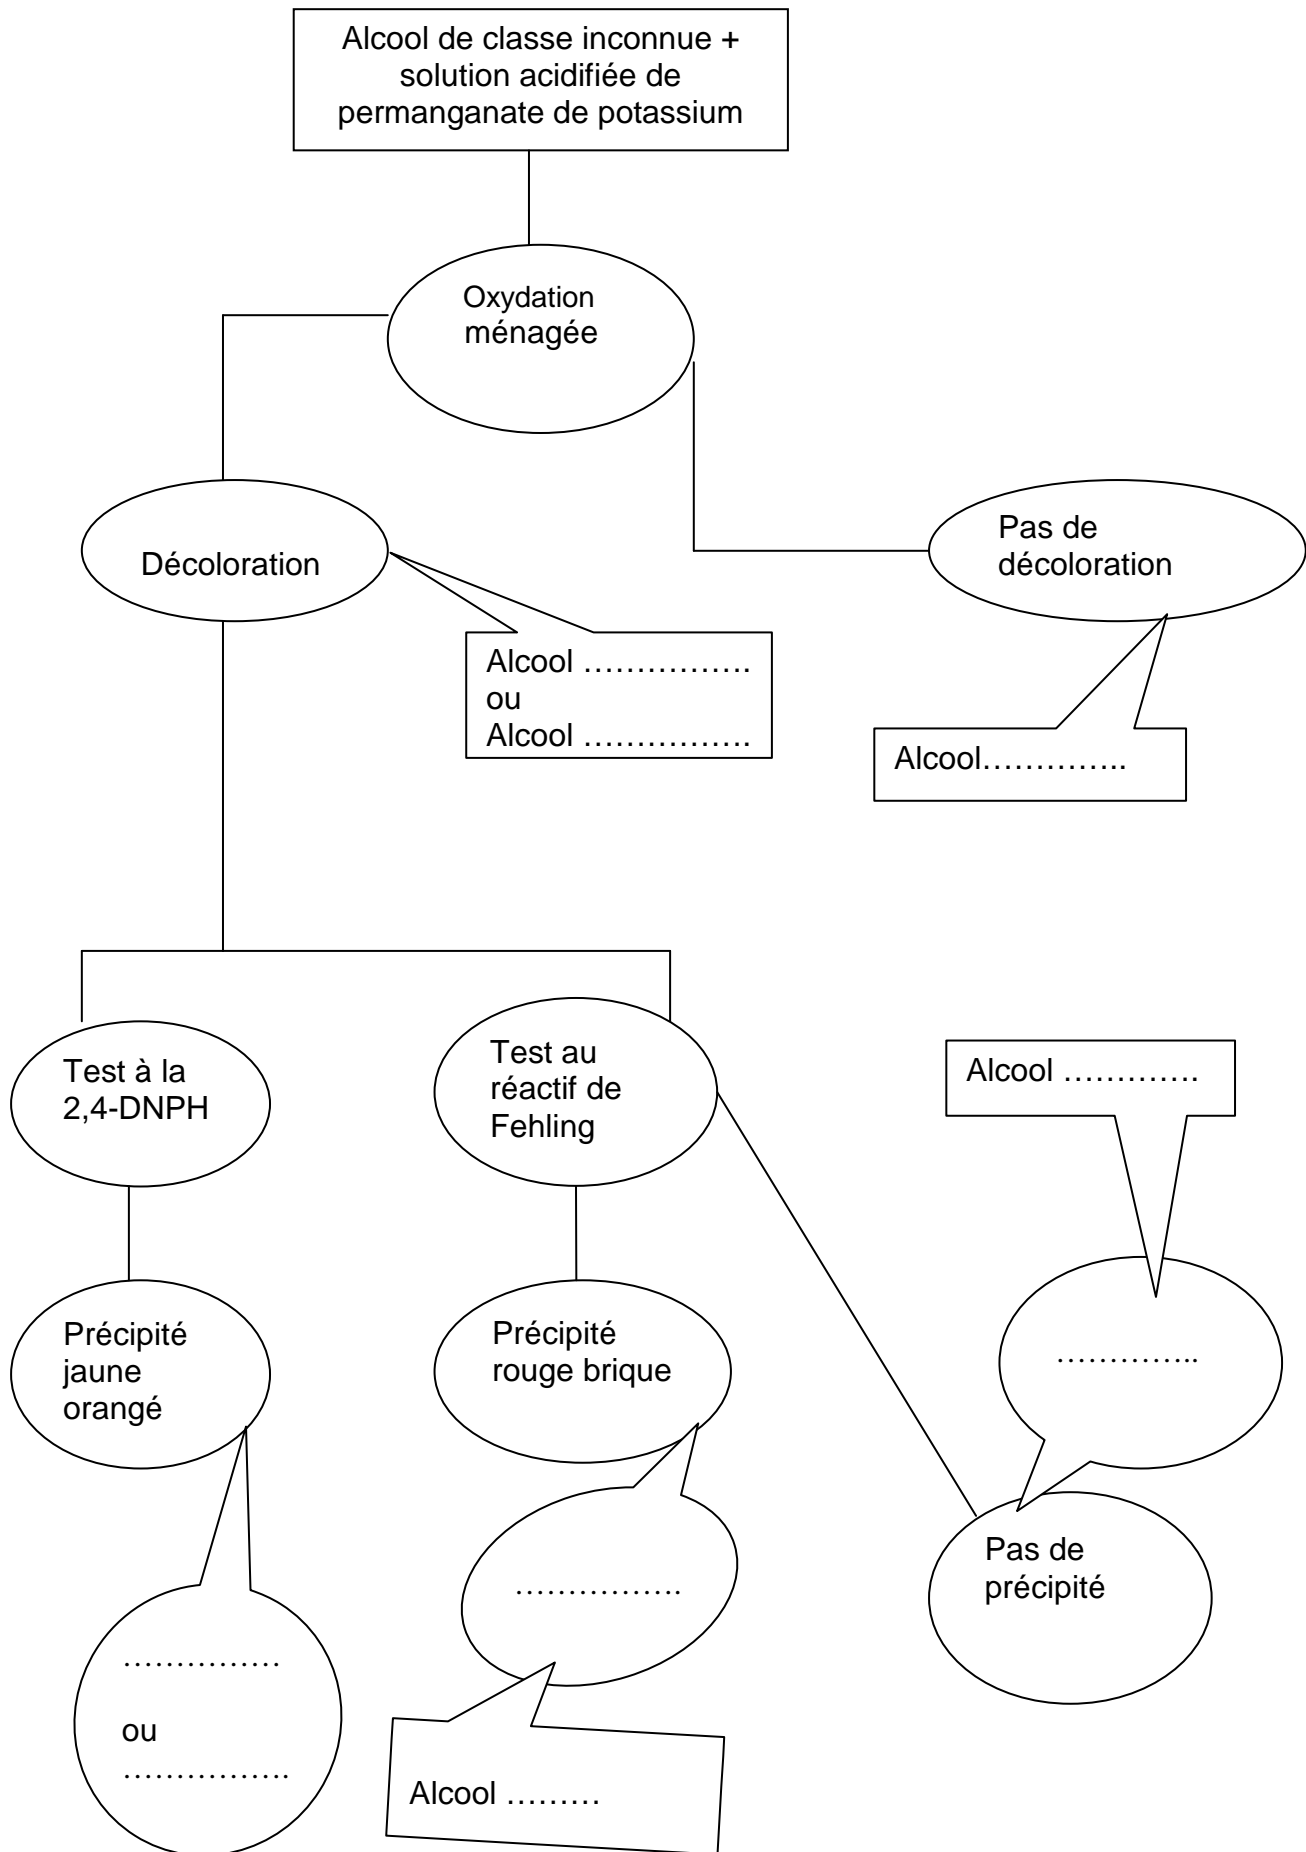 Alcool de classe inconnue +
solution acidifiée de
permanganate de potassium
Oxydation
ménagée
Décoloration
Pas de
décoloration
Alcool …………….
ou
Alcool …………….
Alcool…………..
Test à la
2,4-DNPH
Test au
réactif de
Fehling
Alcool ………….
Précipité
jaune
orangé
Précipité
rouge brique
…………..
Pas de
précipité
…………….
……………
ou
…………….
Alcool ………